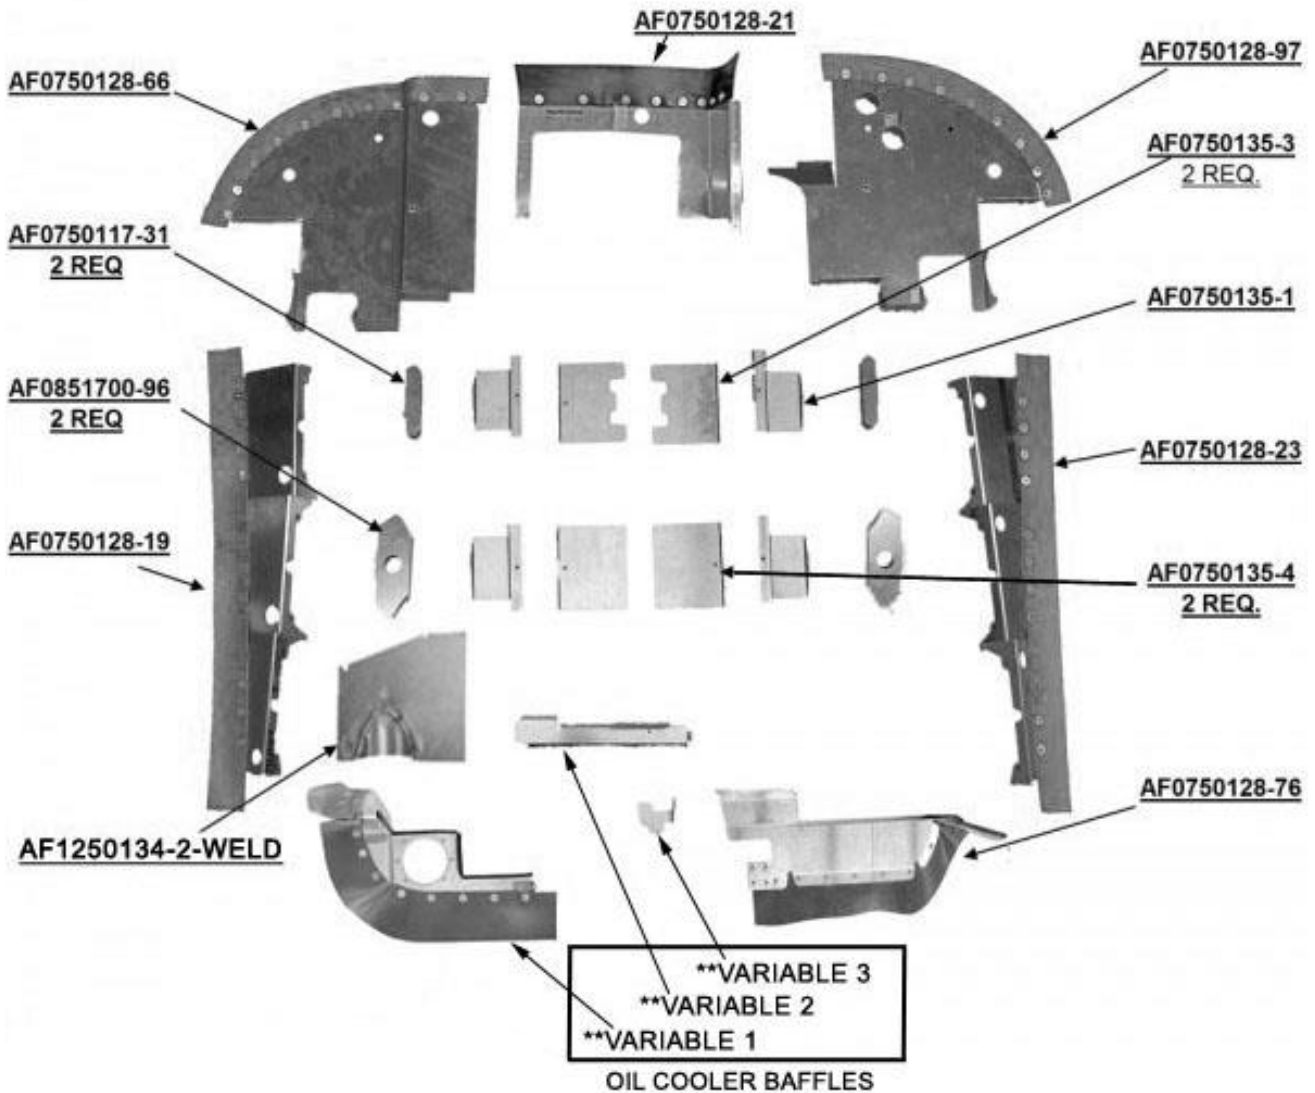 AF0750128-21
AF0750128-66
AF0750128-97
AF0750135-3
2 REQ.
AF0750117-31
2 REQ
AF0750135-1
AF0851700-96
2 REQ
AF0750128-23
AF0750128-19
AF0750135-4
2 REQ.
AF0750128-76
AF1250134-2-WELD
**VARIABLE 3
**VARIABLE 2
**VARIABLE 1
OIL COOLER BAFFLES